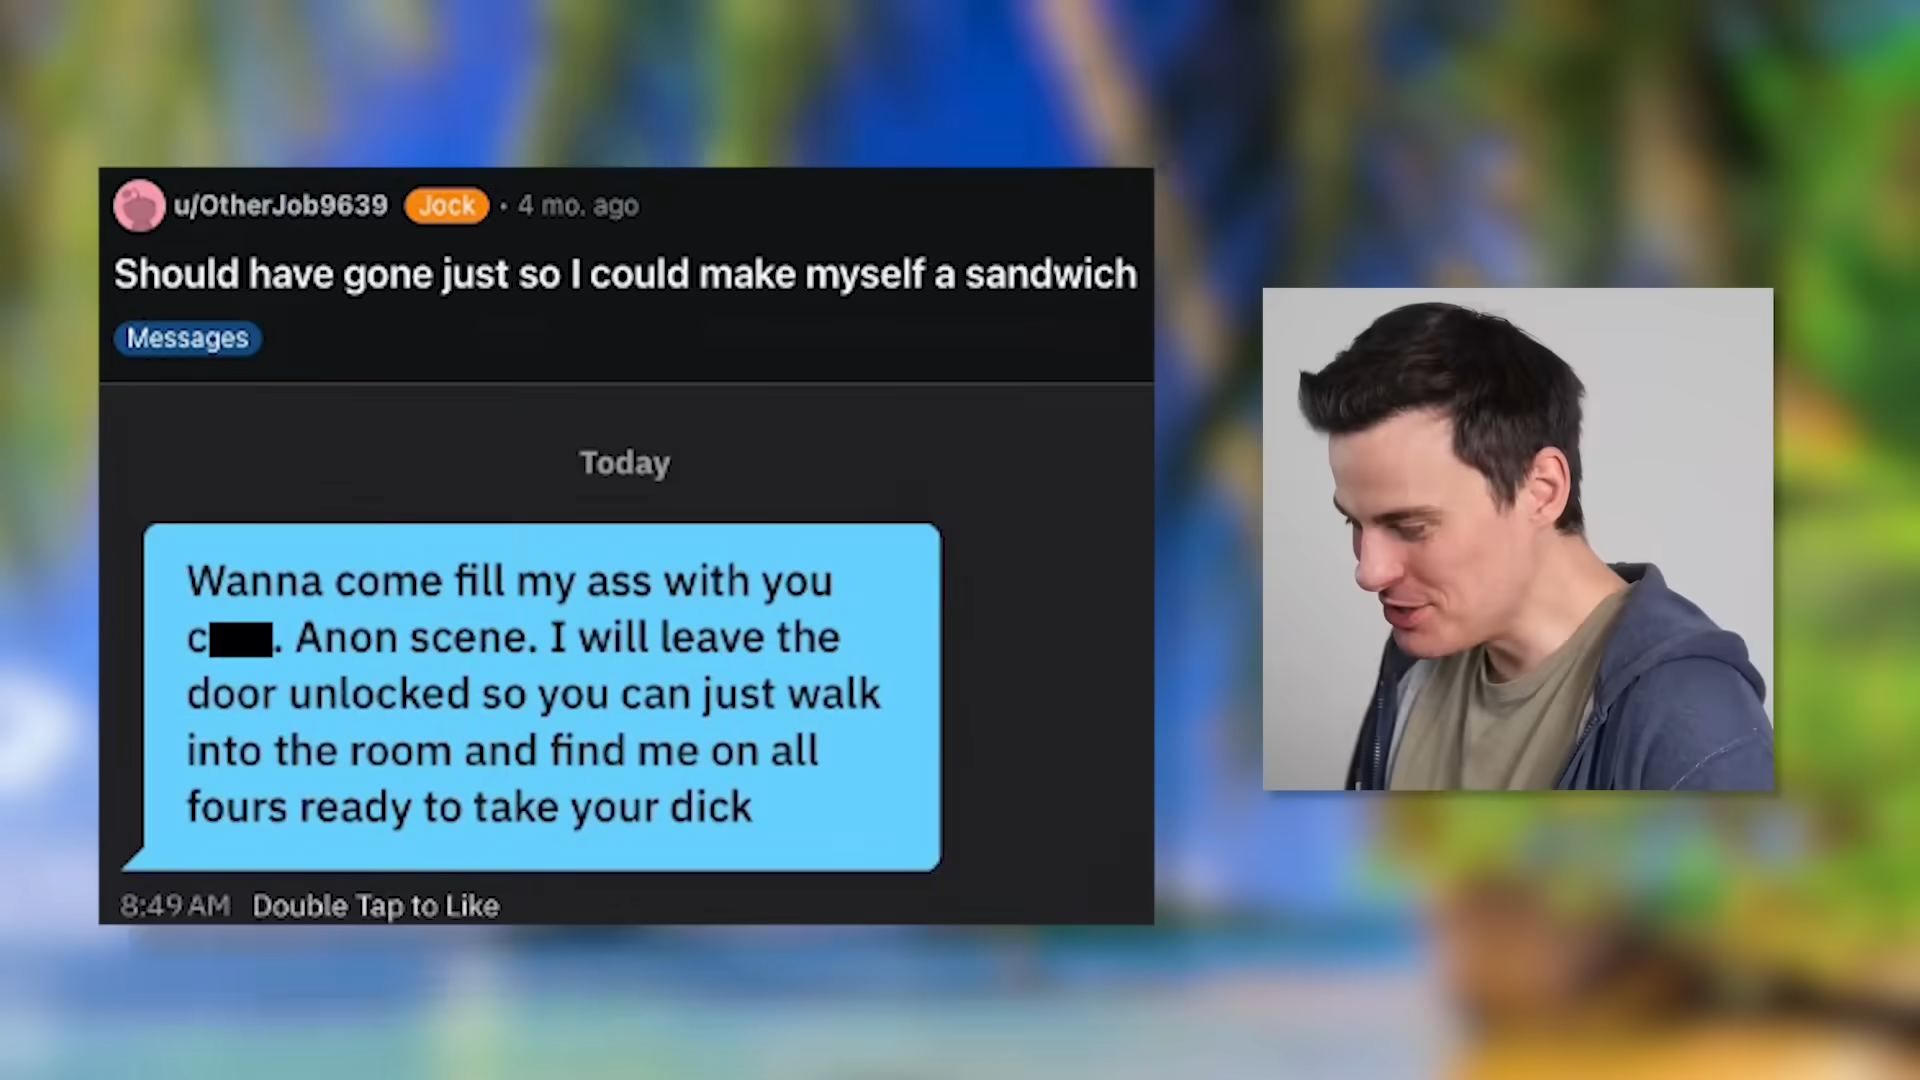 u/OtherJob9639 Jock • 4 mo. ago
Should have gone just so I could make myself a sandwich
Messages
Today
Wanna come fill my ass with you
c. Anon scene. I will leave the
door unlocked so you can just walk
into the room and find me on all
fours ready to take your dick
8:49 AM Double Tap to Like